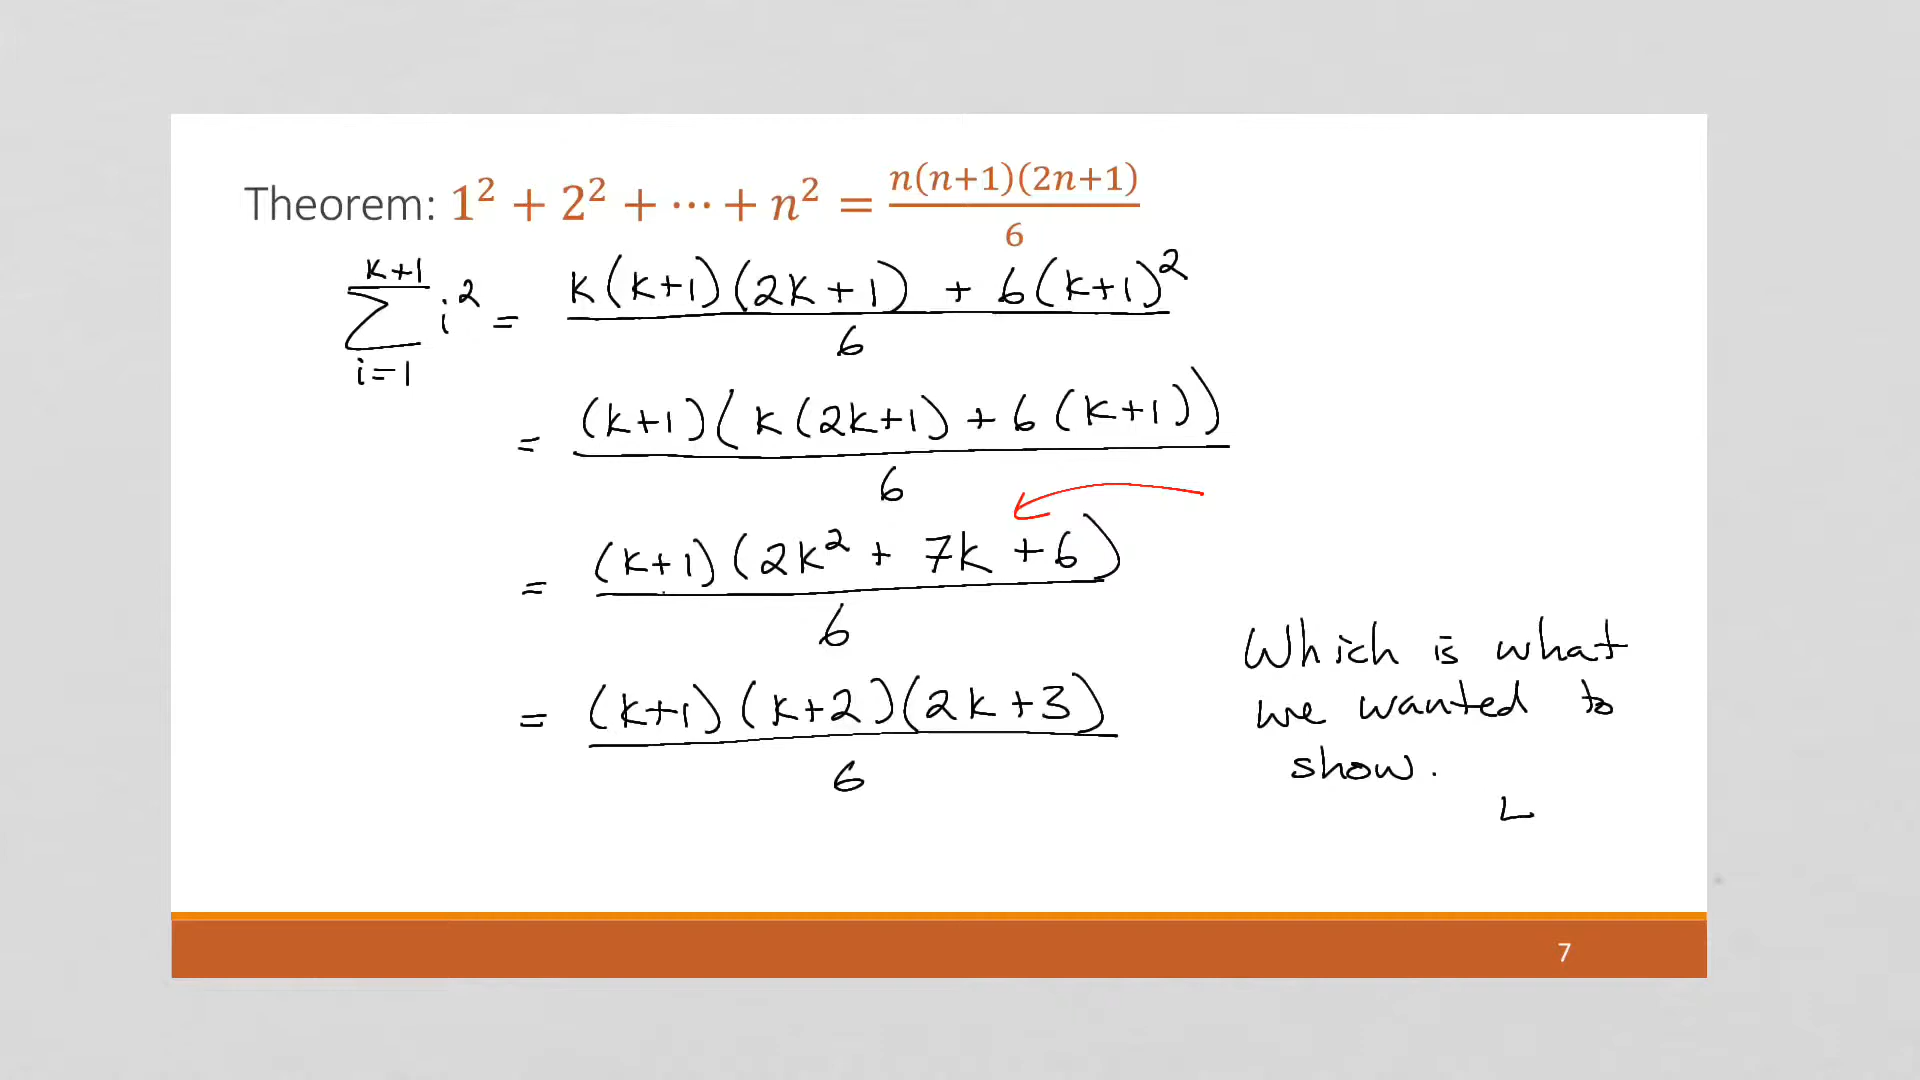 Theorem: 1² + 2² + ⋯ + n² = n(n+1)(2n+1)/6
∑_{i=1}^{k+1} i² = (k(k+1)(2k+1) + 6(k+1)²)/6
= ((k+1)(k(2k+1) + 6(k+1)))/6
= ((k+1)(2k² + 7k + 6))/6
= ((k+1)(k+2)(2k+3))/6
Which is what
we wanted to
show.
7